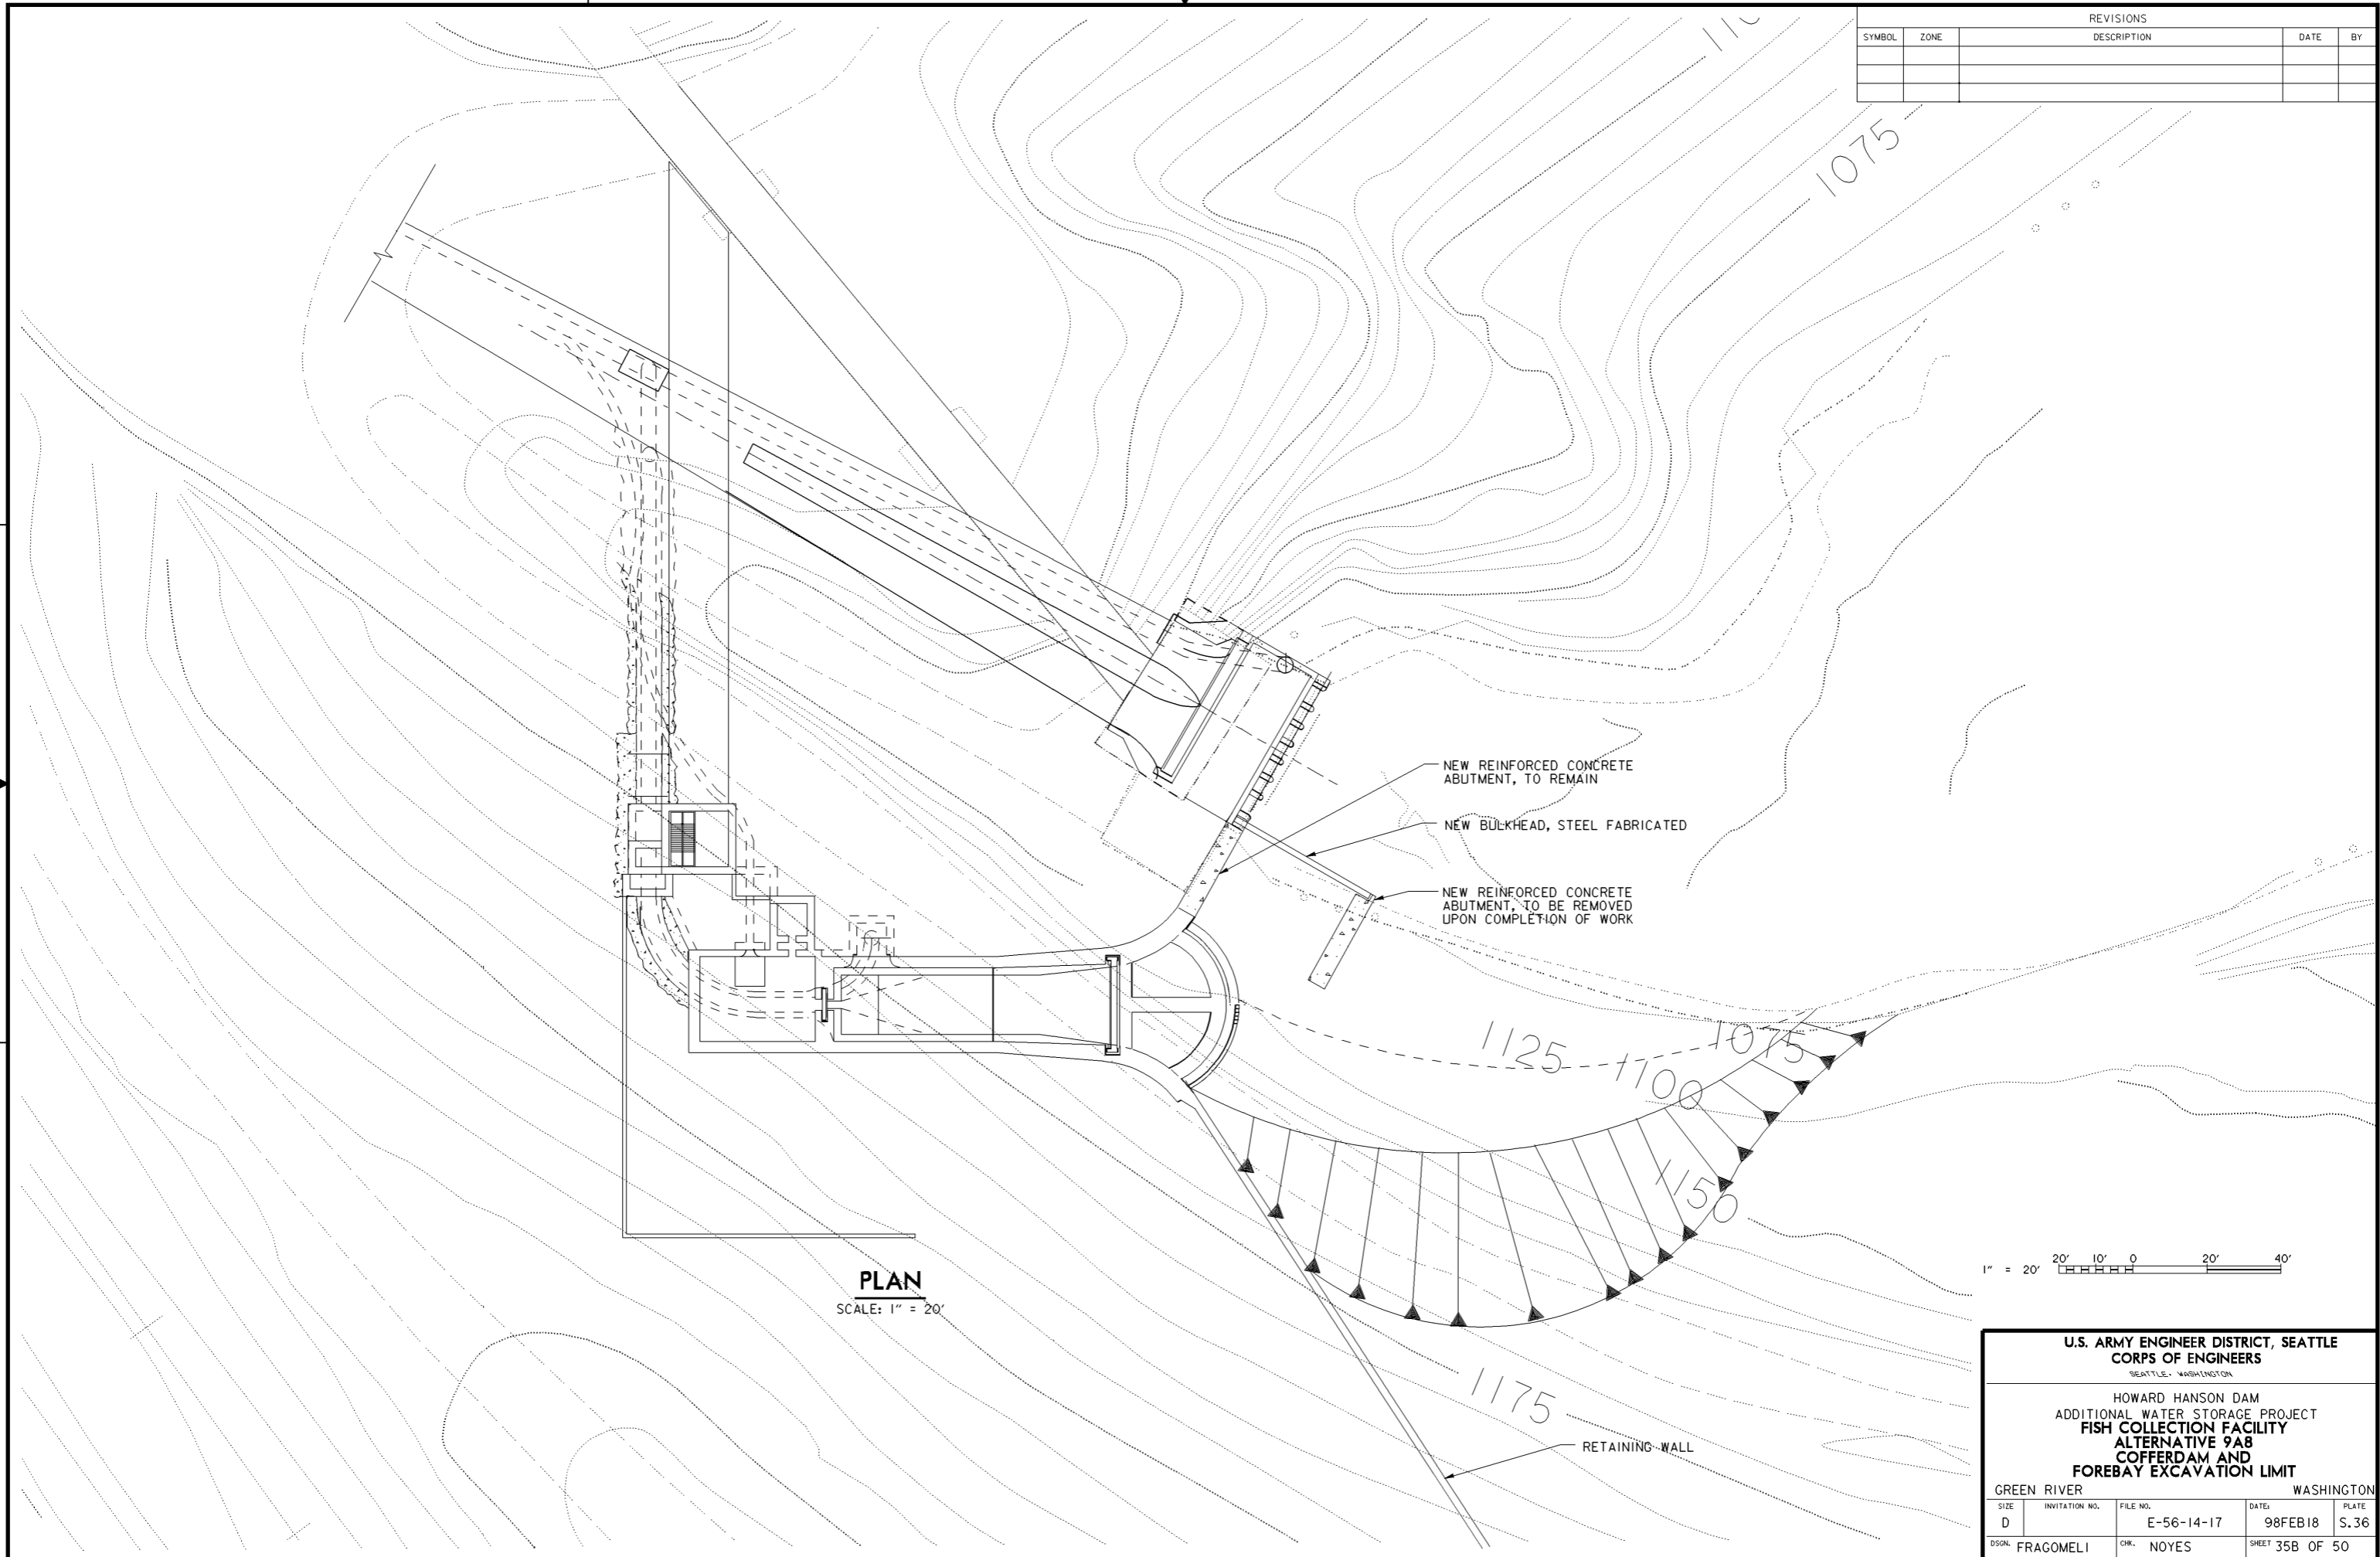 REVISIONS
SYMBOL ZONE DESCRIPTION DATE BY
1075
NEW REINFORCED CONCRETE
ABUTMENT, TO REMAIN
NEW BULKHEAD, STEEL FABRICATED
NEW REINFORCED CONCRETE
ABUTMENT, TO BE REMOVED
UPON COMPLETION OF WORK
1125
1100
1075
1150
1175
RETAINING WALL
PLAN
SCALE: 1" = 20'
1" = 20' 20' 10' 0 20' 40'
U.S. ARMY ENGINEER DISTRICT, SEATTLE
CORPS OF ENGINEERS
SEATTLE, WASHINGTON
HOWARD HANSON DAM
ADDITIONAL WATER STORAGE PROJECT
FISH COLLECTION FACILITY
ALTERNATIVE 9A8
COFFERDAM AND
FOREBAY EXCAVATION LIMIT
GREEN RIVER WASHINGTON
SIZE INVITATION NO. FILE NO. DATE: PLATE
D E-56-14-17 98FEB18 S.36
DSGN. FRAGOMELI CHK. NOYES SHEET 35B OF 50